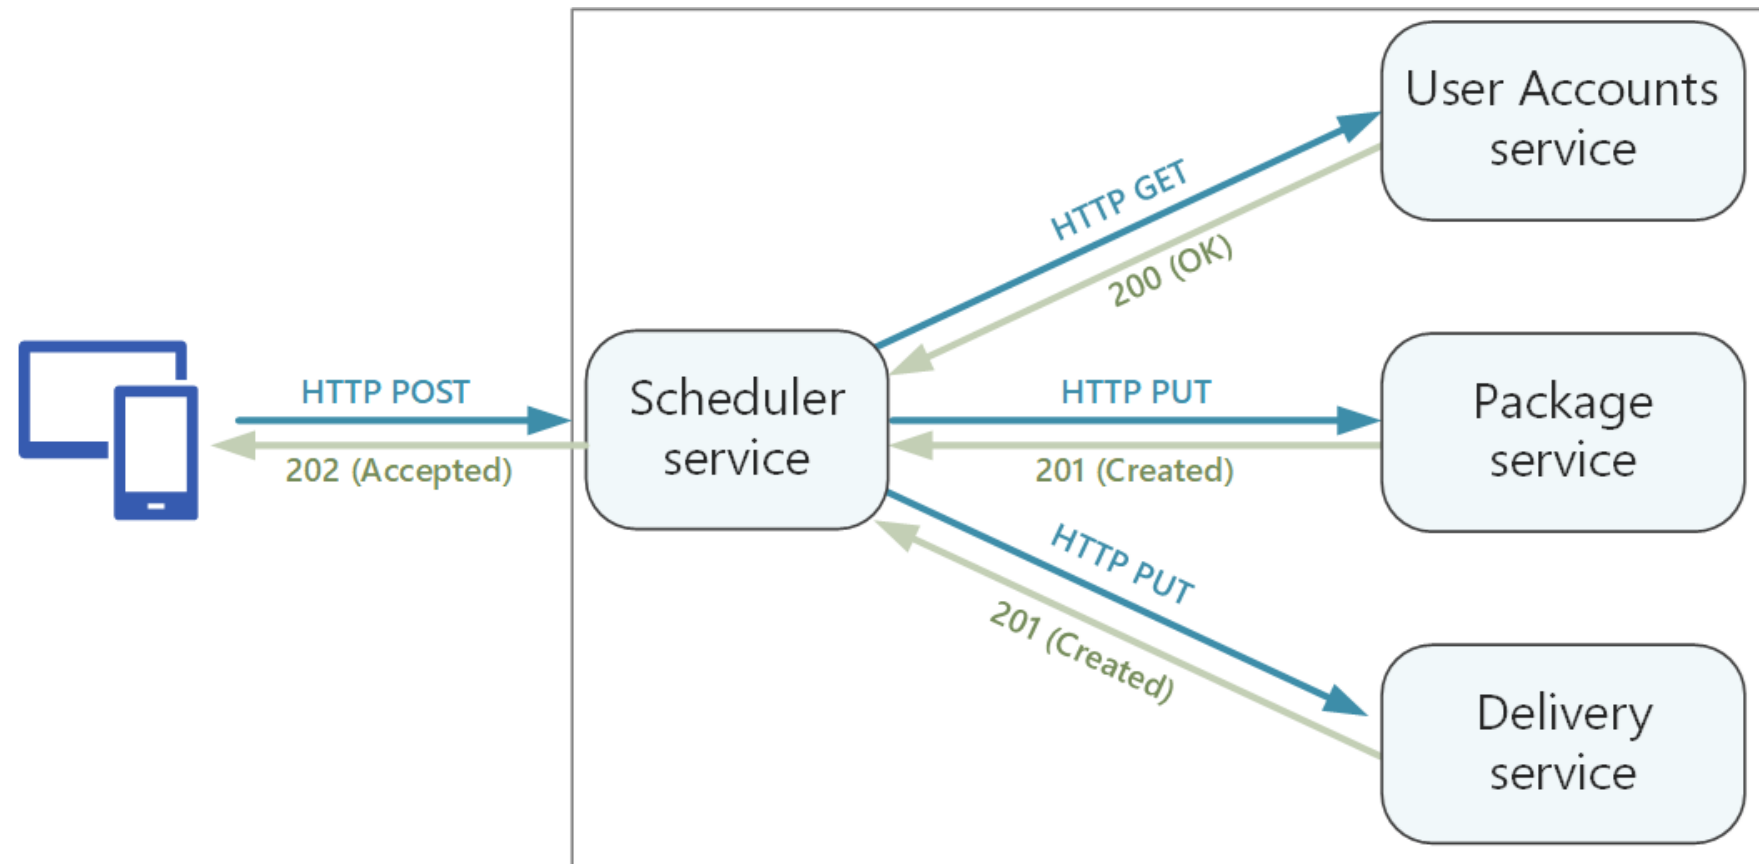 HTTP POST
202 (Accepted)
Scheduler
service
HTTP GET
200 (OK)
HTTP PUT
201 (Created)
HTTP PUT
201 (Created)
User Accounts
service
Package
service
Delivery
service